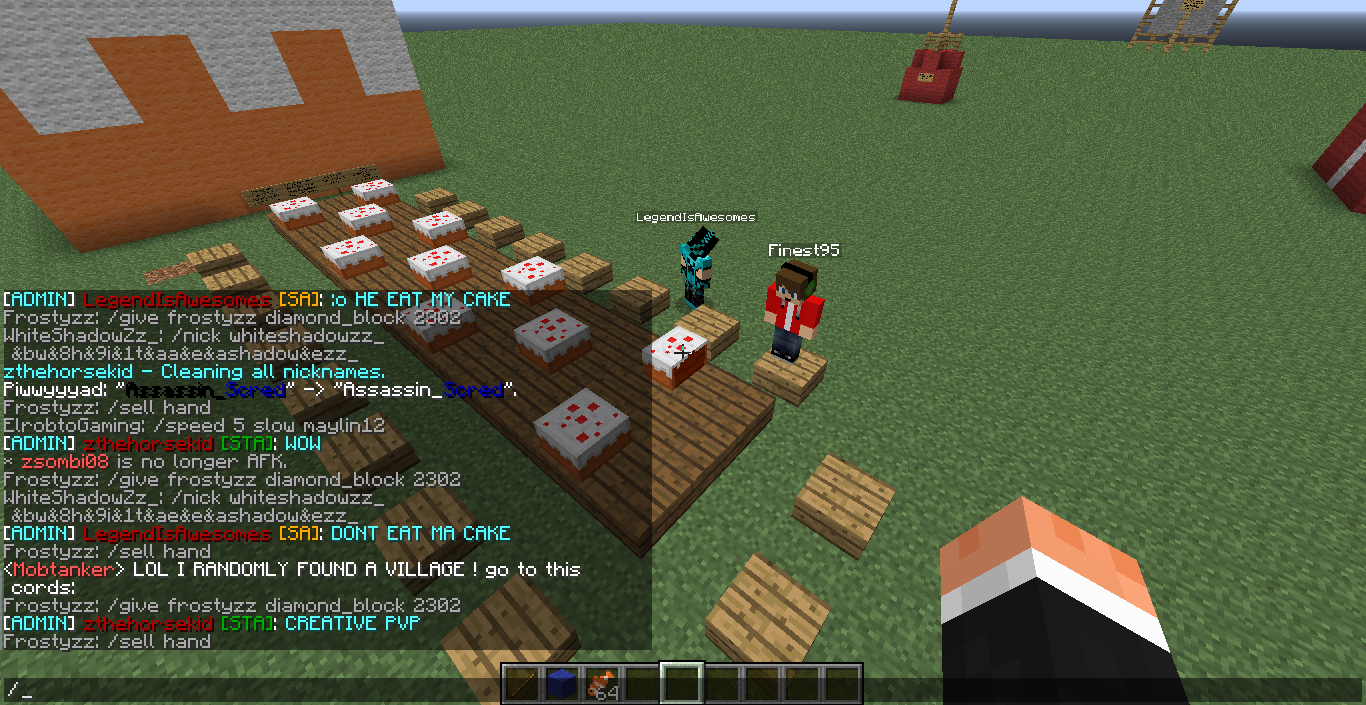 LegendIsAwesomes
Finest95
[ADMIN] LegendIsAwesomes [SA]: :o HE EAT MY CAKE
Frostyzz: /give frostyzz diamond_block 2302
WhiteShadowZz_: /nick whiteshadowzz_
&bw&8h&9i&1t&aa&e&ashadow&ezz_
zthehorsekid - Cleaning all nicknames.
Piwwyyyad: "Assassin_Scred" -> "Assassin_Scred".
Frostyzz: /sell hand
ElrobtoGaming: /speed 5 slow maylin12
[ADMIN] zthehorsekid [STA]: WOW
* zsombi08 is no longer AFK.
Frostyzz: /give frostyzz diamond_block 2302
WhiteShadowZz_: /nick whiteshadowzz_
&bw&8h&9i&1t&ae&e&ashadow&ezz_
[ADMIN] LegendIsAwesomes [SA]: DONT EAT MA CAKE
Frostyzz: /sell hand
<Mobtanker> LOL I RANDOMLY FOUND A VILLAGE ! go to this
cords:
Frostyzz: /give frostyzz diamond_block 2302
[ADMIN] zthehorsekid [STA]: CREATIVE PVP
Frostyzz: /sell hand
/_
64